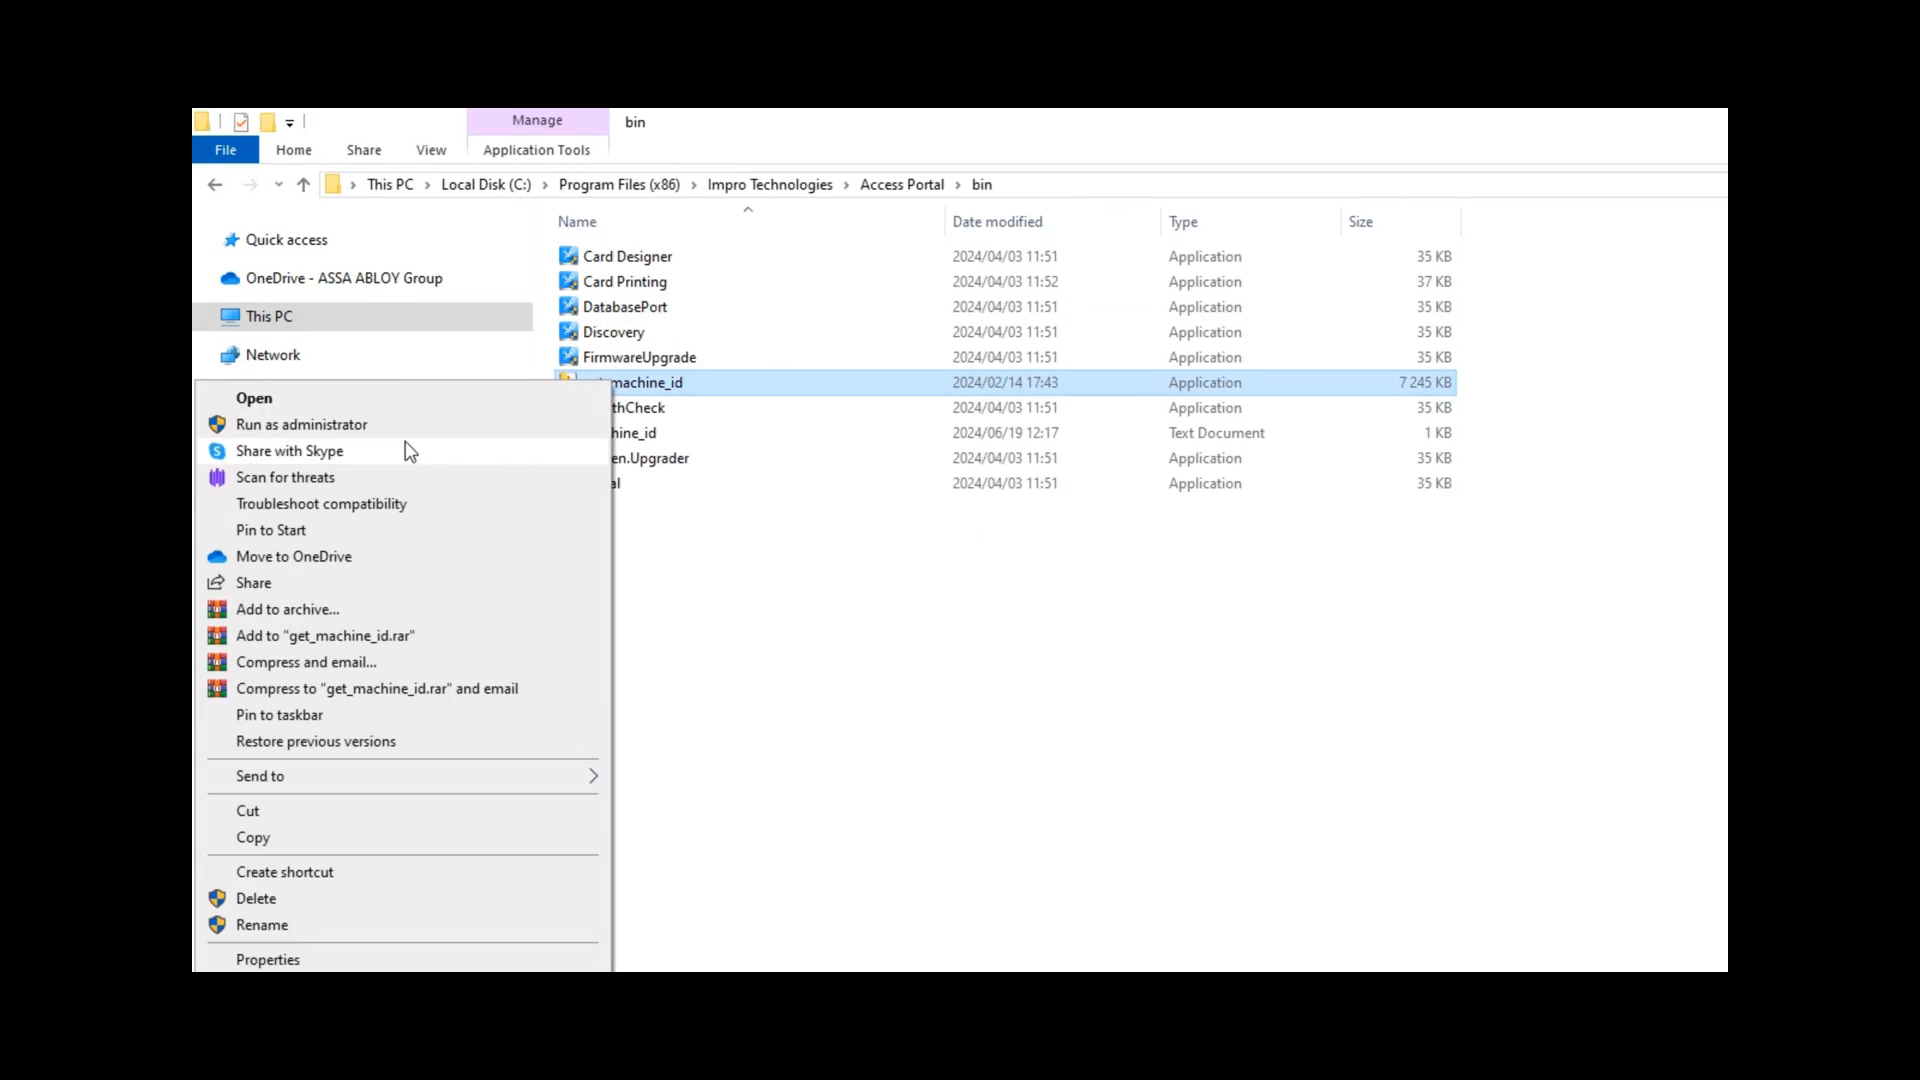 Manage
bin
File
Home
Share
View
Application Tools
This PC
Local Disk (C:)
Program Files (x86)
Impro Technologies
Access Portal
bin
Name
Date modified
Type
Size
Quick access
OneDrive - ASSA ABLOY Group
This PC
Network
Card Designer 2024/04/03 11:51 Application 35 KB
Card Printing 2024/04/03 11:52 Application 37 KB
DatabasePort 2024/04/03 11:51 Application 35 KB
Discovery 2024/04/03 11:51 Application 35 KB
FirmwareUpgrade 2024/04/03 11:51 Application 35 KB
machine_id 2024/02/14 17:43 Application 7 245 KB
thCheck 2024/04/03 11:51 Application 35 KB
hine_id 2024/06/19 12:17 Text Document 1 KB
en.Upgrader 2024/04/03 11:51 Application 35 KB
al 2024/04/03 11:51 Application 35 KB
Open
Run as administrator
Share with Skype
Scan for threats
Troubleshoot compatibility
Pin to Start
Move to OneDrive
Share
Add to archive...
Add to "get_machine_id.rar"
Compress and email...
Compress to "get_machine_id.rar" and email
Pin to taskbar
Restore previous versions
Send to
Cut
Copy
Create shortcut
Delete
Rename
Properties